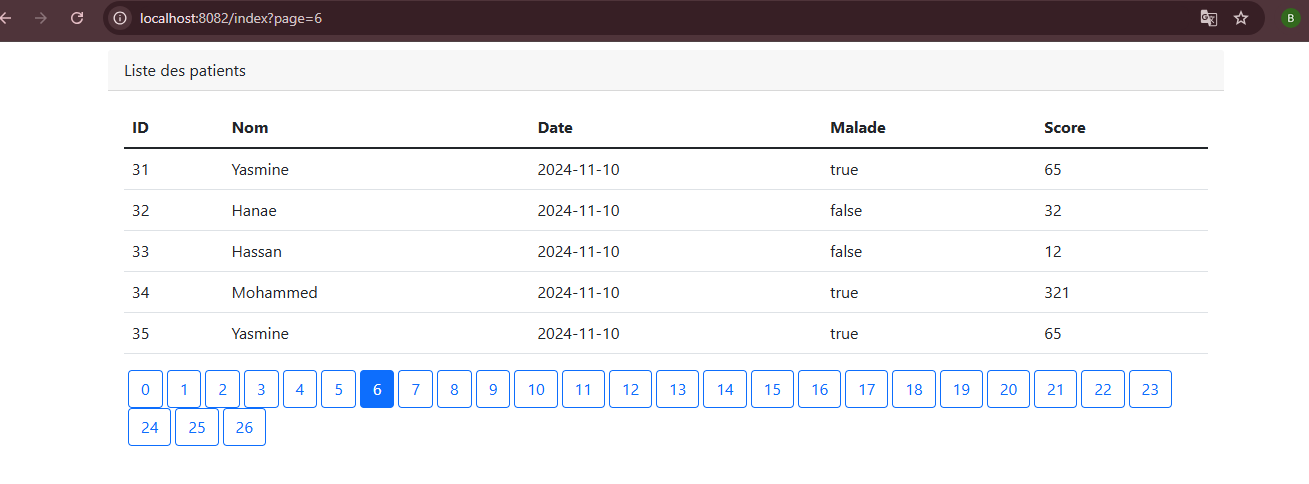 localhost:8082/index?page=6
B
Liste des patients
ID Nom Date Malade Score
31 Yasmine 2024-11-10 true 65
32 Hanae 2024-11-10 false 32
33 Hassan 2024-11-10 false 12
34 Mohammed 2024-11-10 true 321
35 Yasmine 2024-11-10 true 65
0 1 2 3 4 5 6 7 8 9 10 11 12 13 14 15 16 17 18 19 20 21 22 23
24 25 26